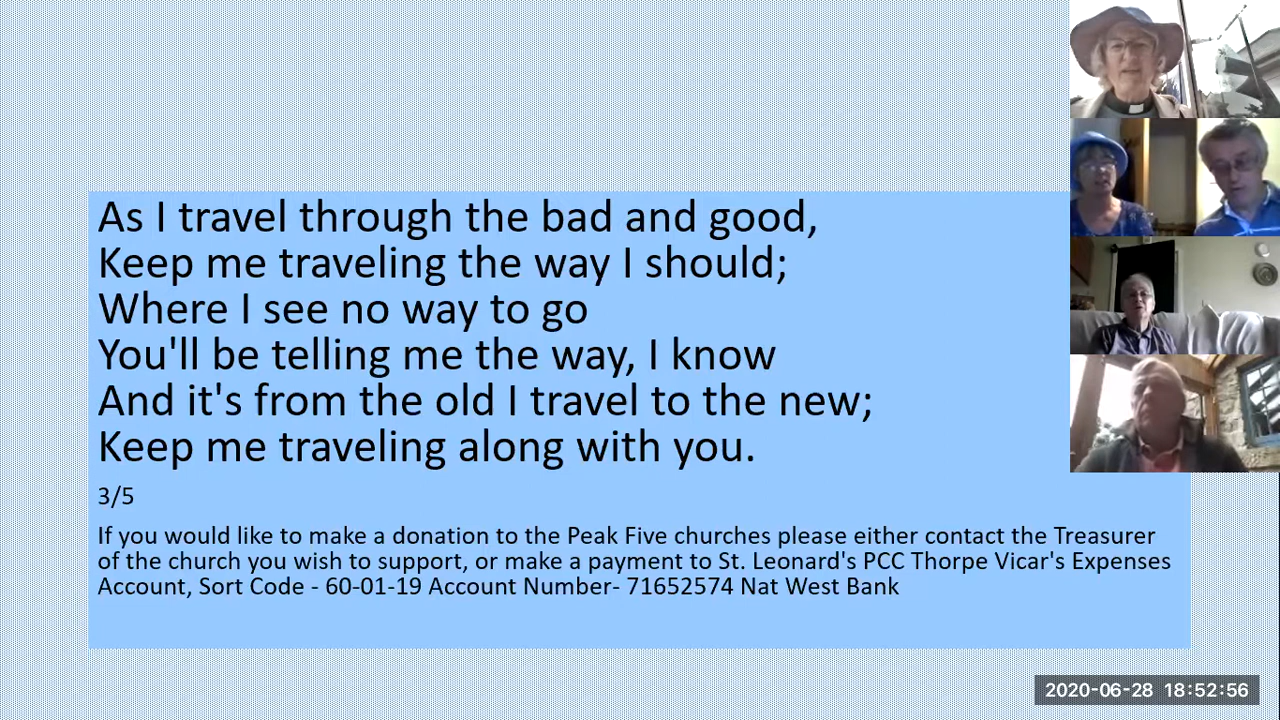 As I travel through the bad and good,
Keep me traveling the way I should;
Where I see no way to go
You'll be telling me the way, I know
And it's from the old I travel to the new;
Keep me traveling along with you.
3/5
If you would like to make a donation to the Peak Five churches please either contact the Treasurer
of the church you wish to support, or make a payment to St. Leonard's PCC Thorpe Vicar's Expenses
Account, Sort Code - 60-01-19 Account Number- 71652574 Nat West Bank
2020-06-28 18:52:56